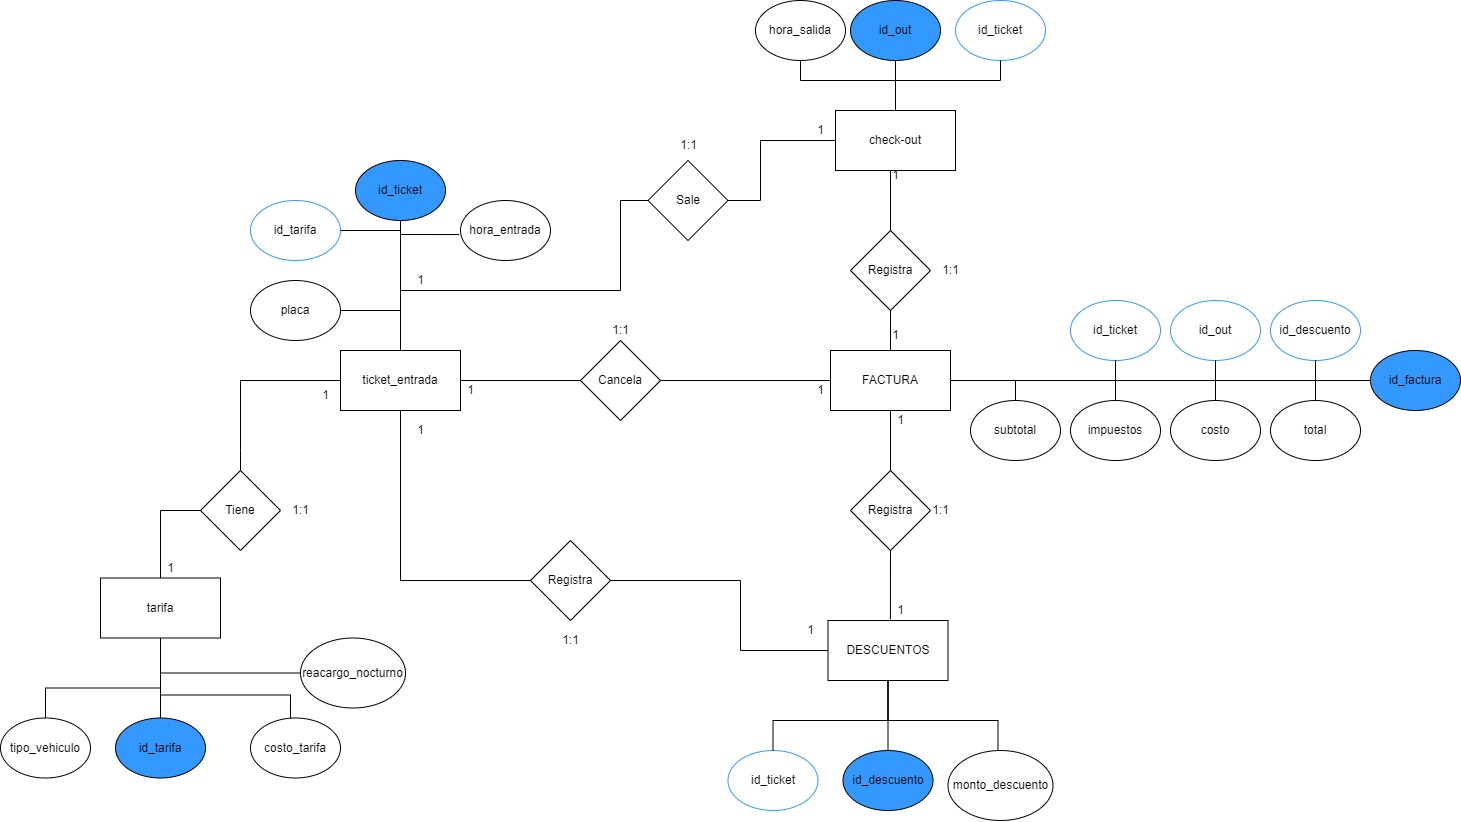 hora_salida
id_out
id_ticket
1
check-out
1:1
1
Sale
id_ticket
id_tarifa
hora_entrada
1
placa
Registra
1:1
1
1:1
id_ticket
id_out
id_descuento
ticket_entrada
1
1
Cancela
1
FACTURA
id_factura
1
1
subtotal
impuestos
costo
total
Tiene
1:1
Registra
1:1
1
tarifa
Registra
1:1
1
1
DESCUENTOS
reacargo_nocturno
tipo_vehiculo
id_tarifa
costo_tarifa
id_ticket
id_descuento
monto_descuento